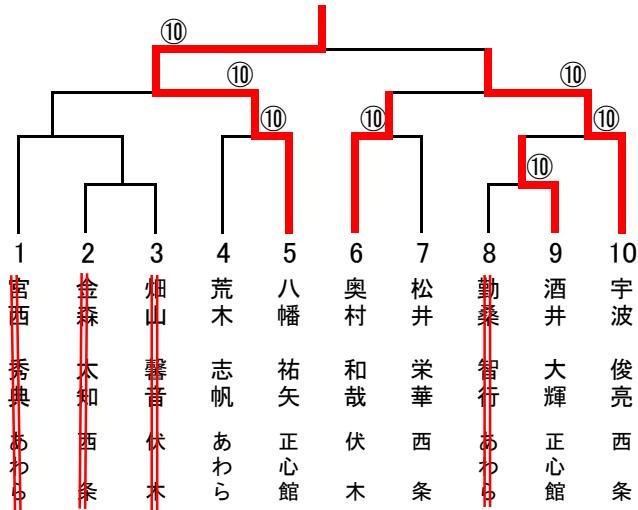 ⑩
⑩ ⑩
⑩ ⑩ ⑩
⑩
1 2 3 4 5 6 7 8 9 10
宮西 秀典 あわら
金森 太知 西条
畑山 馨音 伏木
荒木 志帆 あわら
八幡 祐矢 正心館
奥村 和哉 伏木
松井 栄華 西条
勤桑 智行 あわら
酒井 大輝 正心館
宇波 俊亮 西条